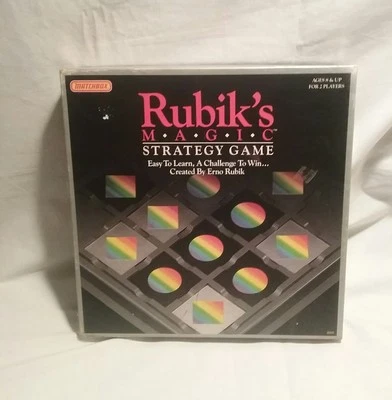 MATCHBOX
AGES 8 & UP
FOR 2 PLAYERS
Rubik's
M•A•G•I•C™
STRATEGY GAME
Easy To Learn, A Challenge To Win...
Created By Erno Rubik